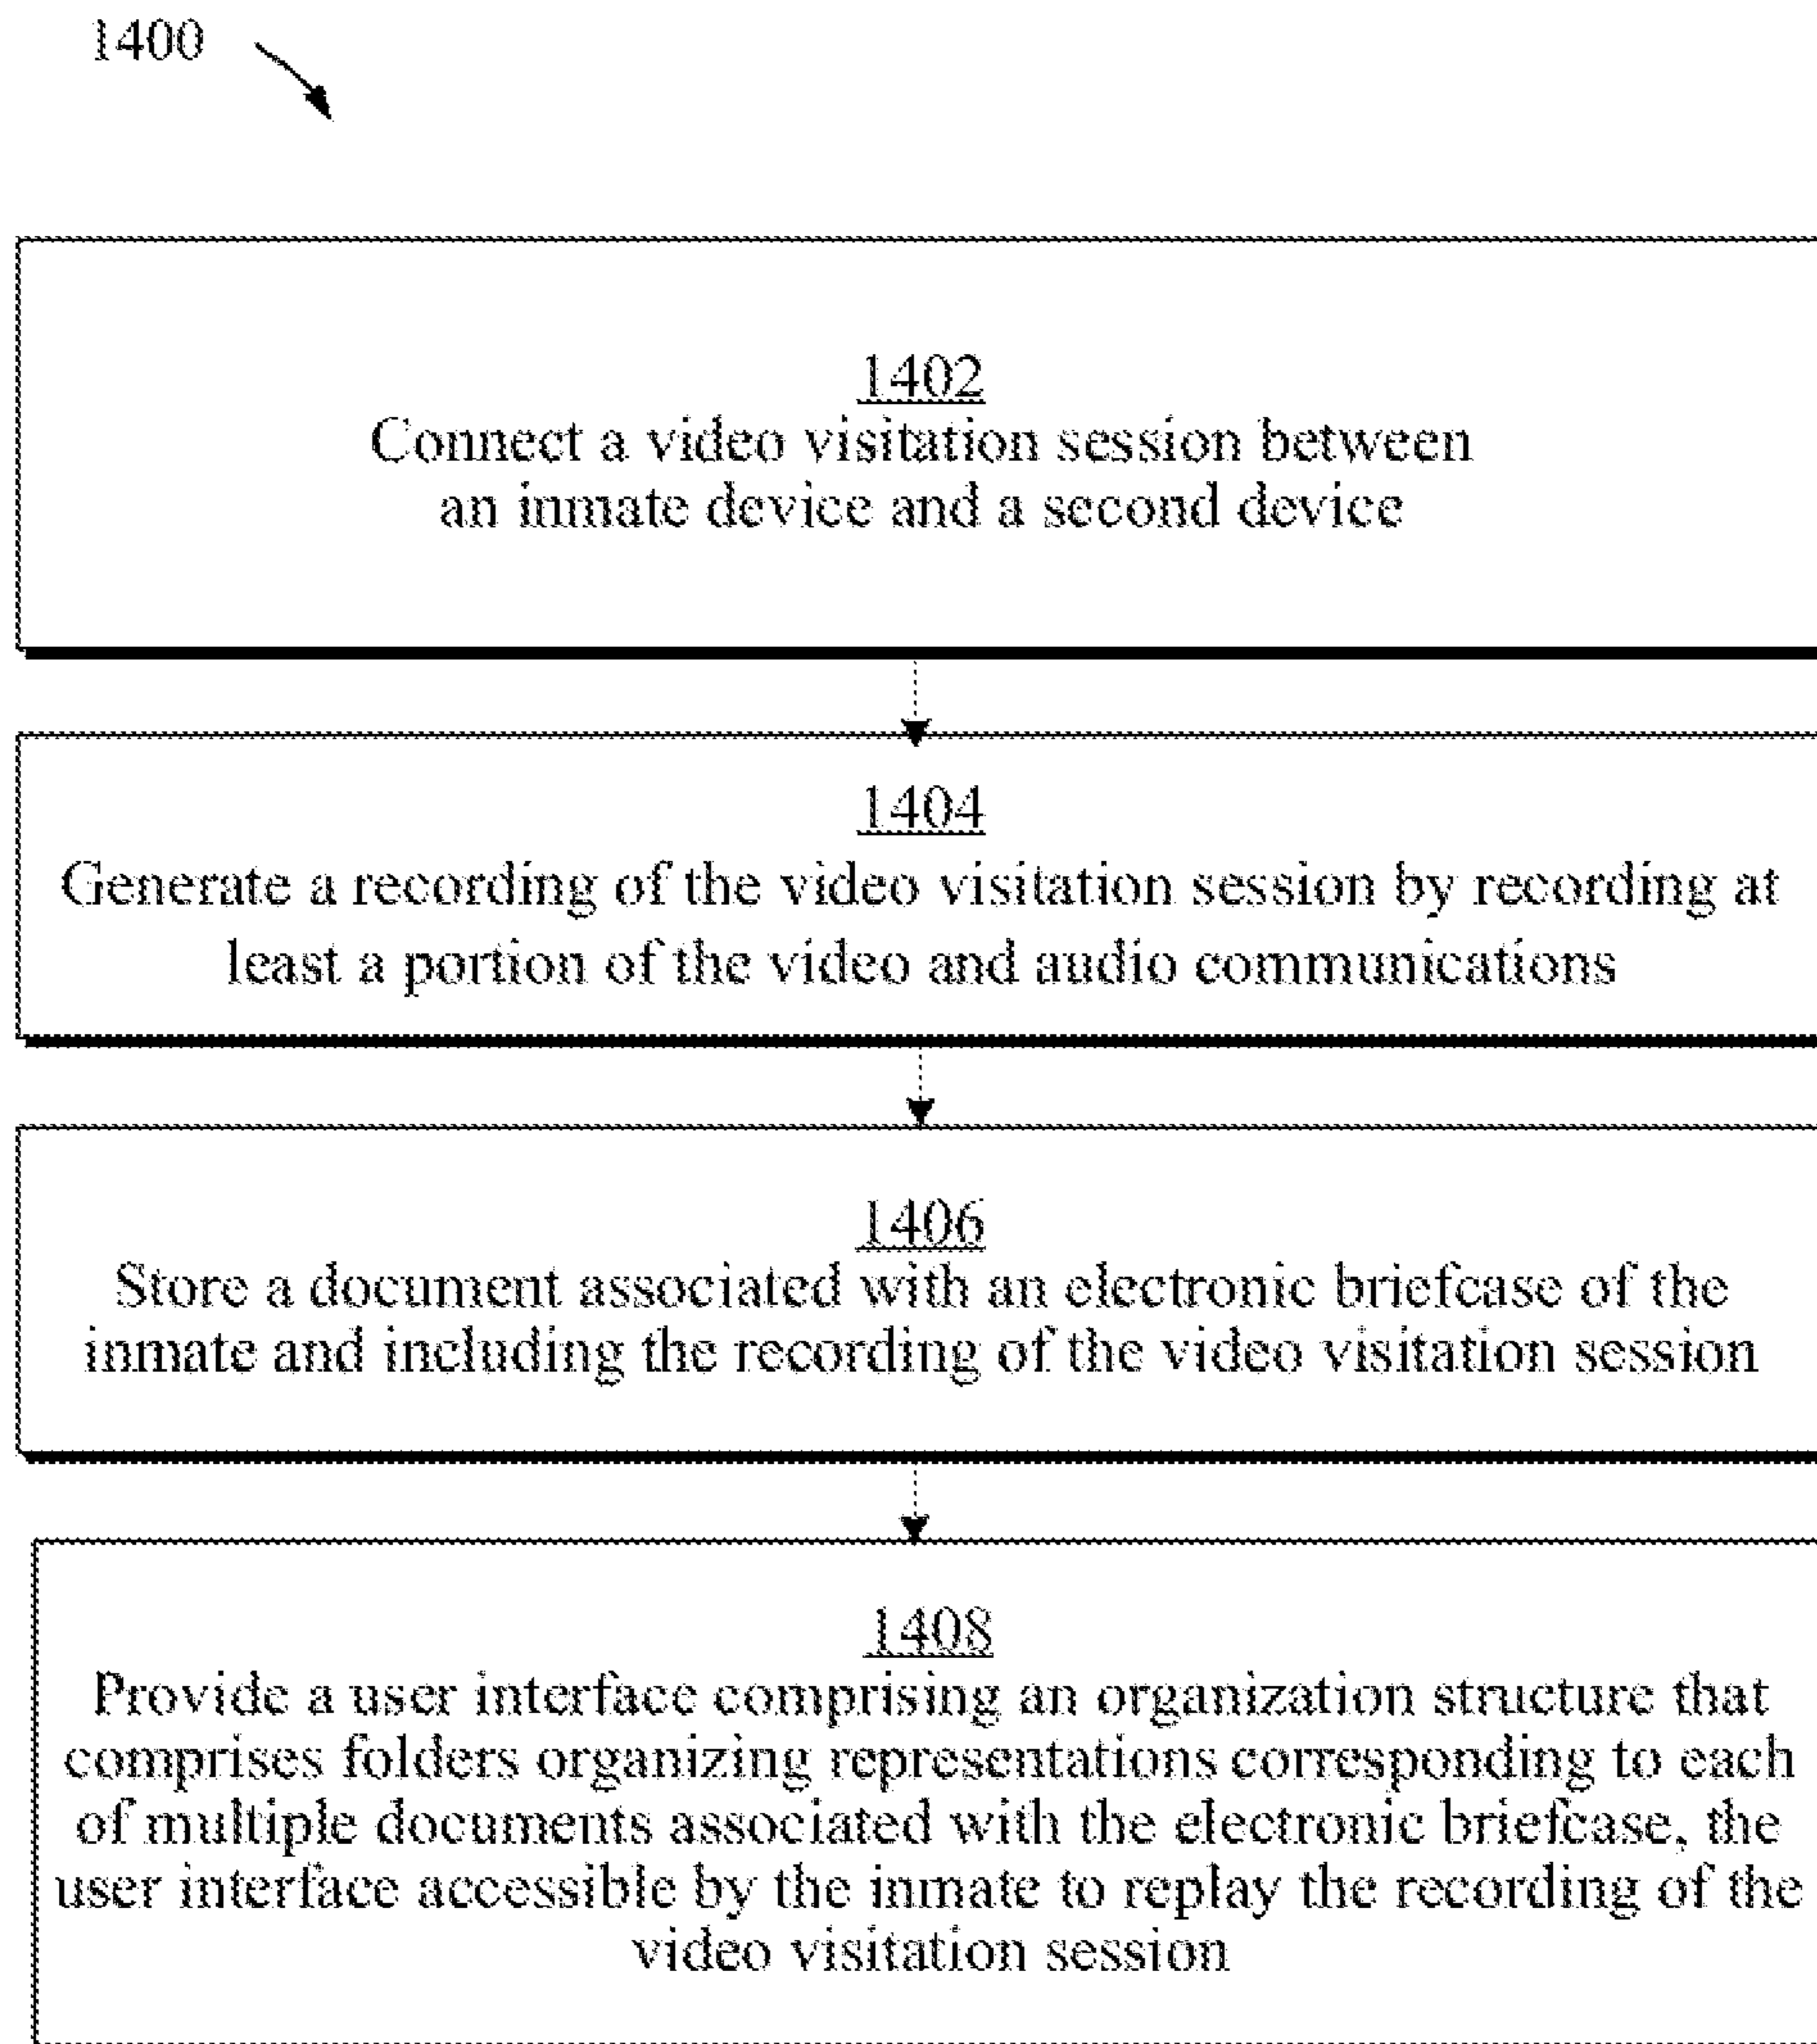 1400
1402
Connect a video visitation session between
an inmate device and a second device
1404
Generate a recording of the video visitation session by recording at
least a portion of the video and audio communications
1406
Store a document associated with an electronic briefcase of the
inmate and including the recording of the video visitation session
1408
Provide a user interface comprising an organization structure that
comprises folders organizing representations corresponding to each
of multiple documents associated with the electronic briefcase, the
user interface accessible by the inmate to replay the recording of the
video visitation session